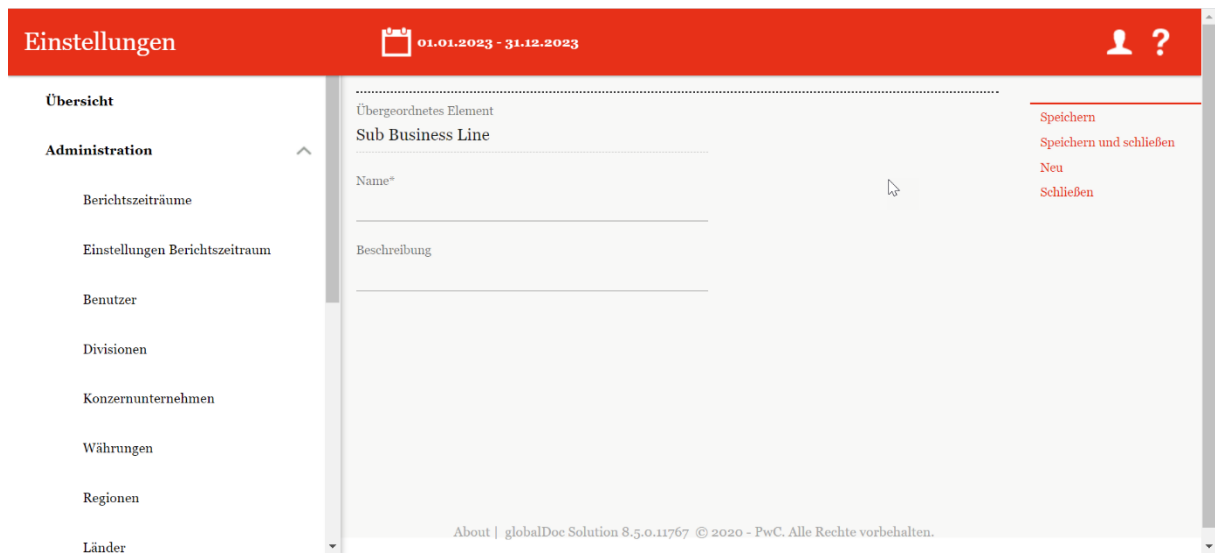 Einstellungen
01.01.2023 - 31.12.2023
?
Übersicht
Administration
Berichtszeiträume
Einstellungen Berichtszeitraum
Benutzer
Divisionen
Konzernunternehmen
Währungen
Regionen
Länder
Übergeordnetes Element
Sub Business Line
Name*
Beschreibung
Speichern
Speichern und schließen
Neu
Schließen
About | globalDoc Solution 8.5.0.11767 © 2020 - PwC. Alle Rechte vorbehalten.